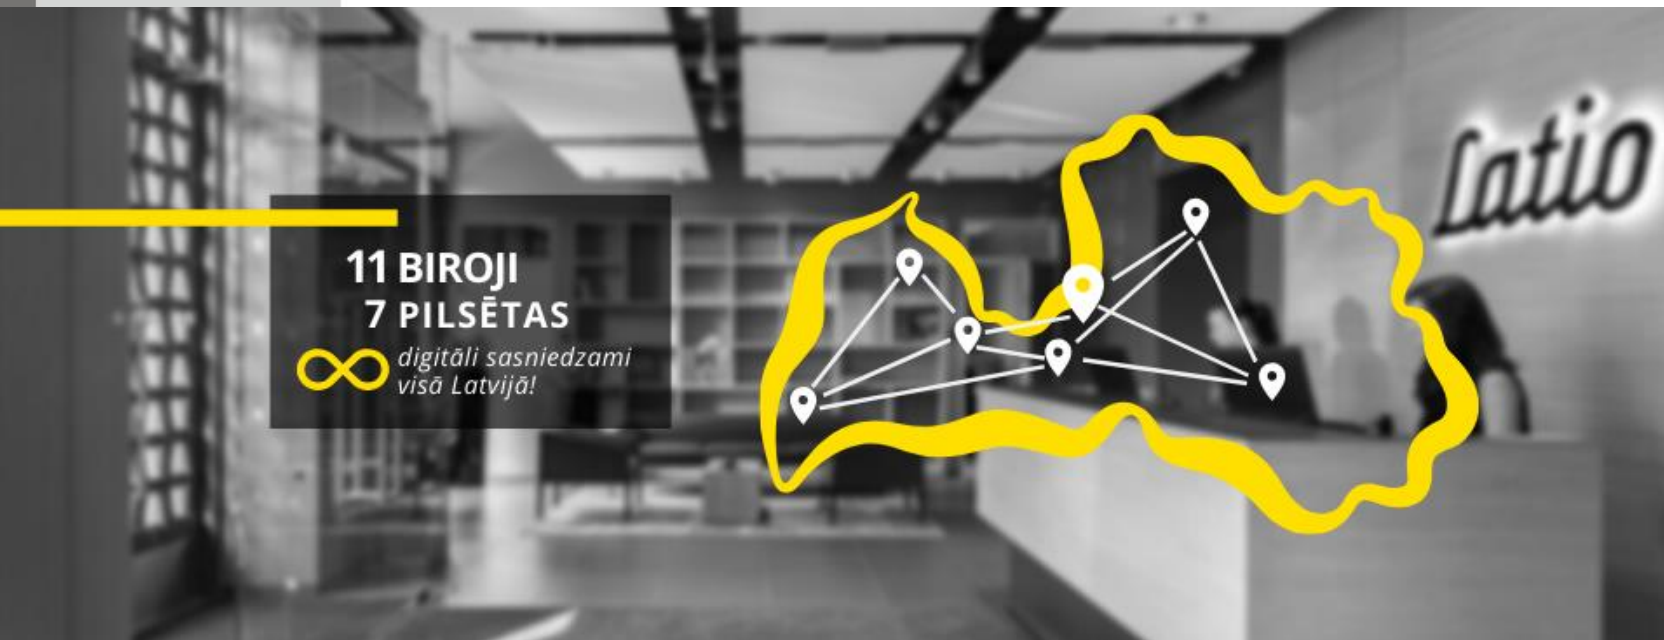 11 BIROJI
7 PILSĒTAS
digitāli sasniedzami
visā Latvijā!
Latio